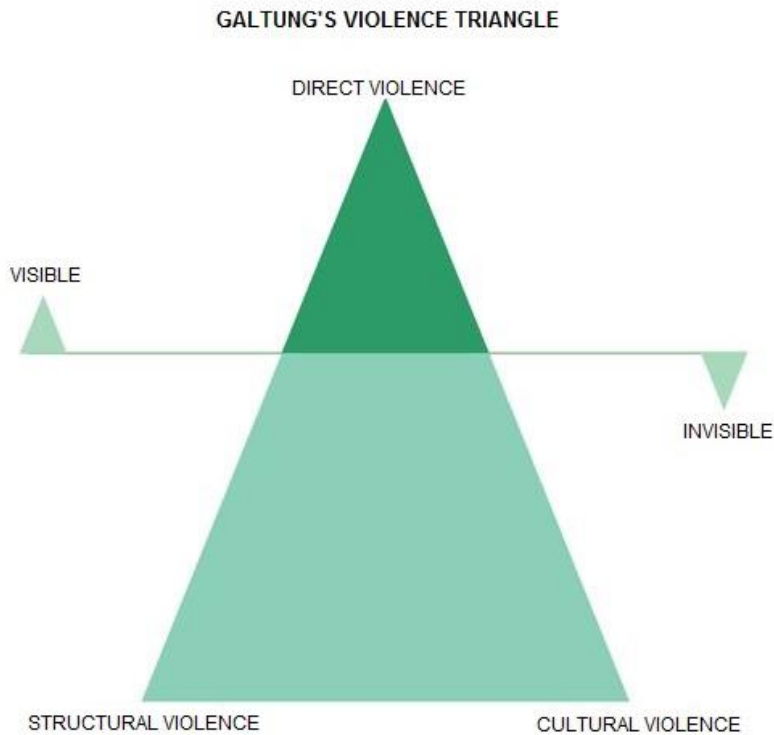 GALTUNG'S VIOLENCE TRIANGLE
DIRECT VIOLENCE
VISIBLE
INVISIBLE
STRUCTURAL VIOLENCE
CULTURAL VIOLENCE